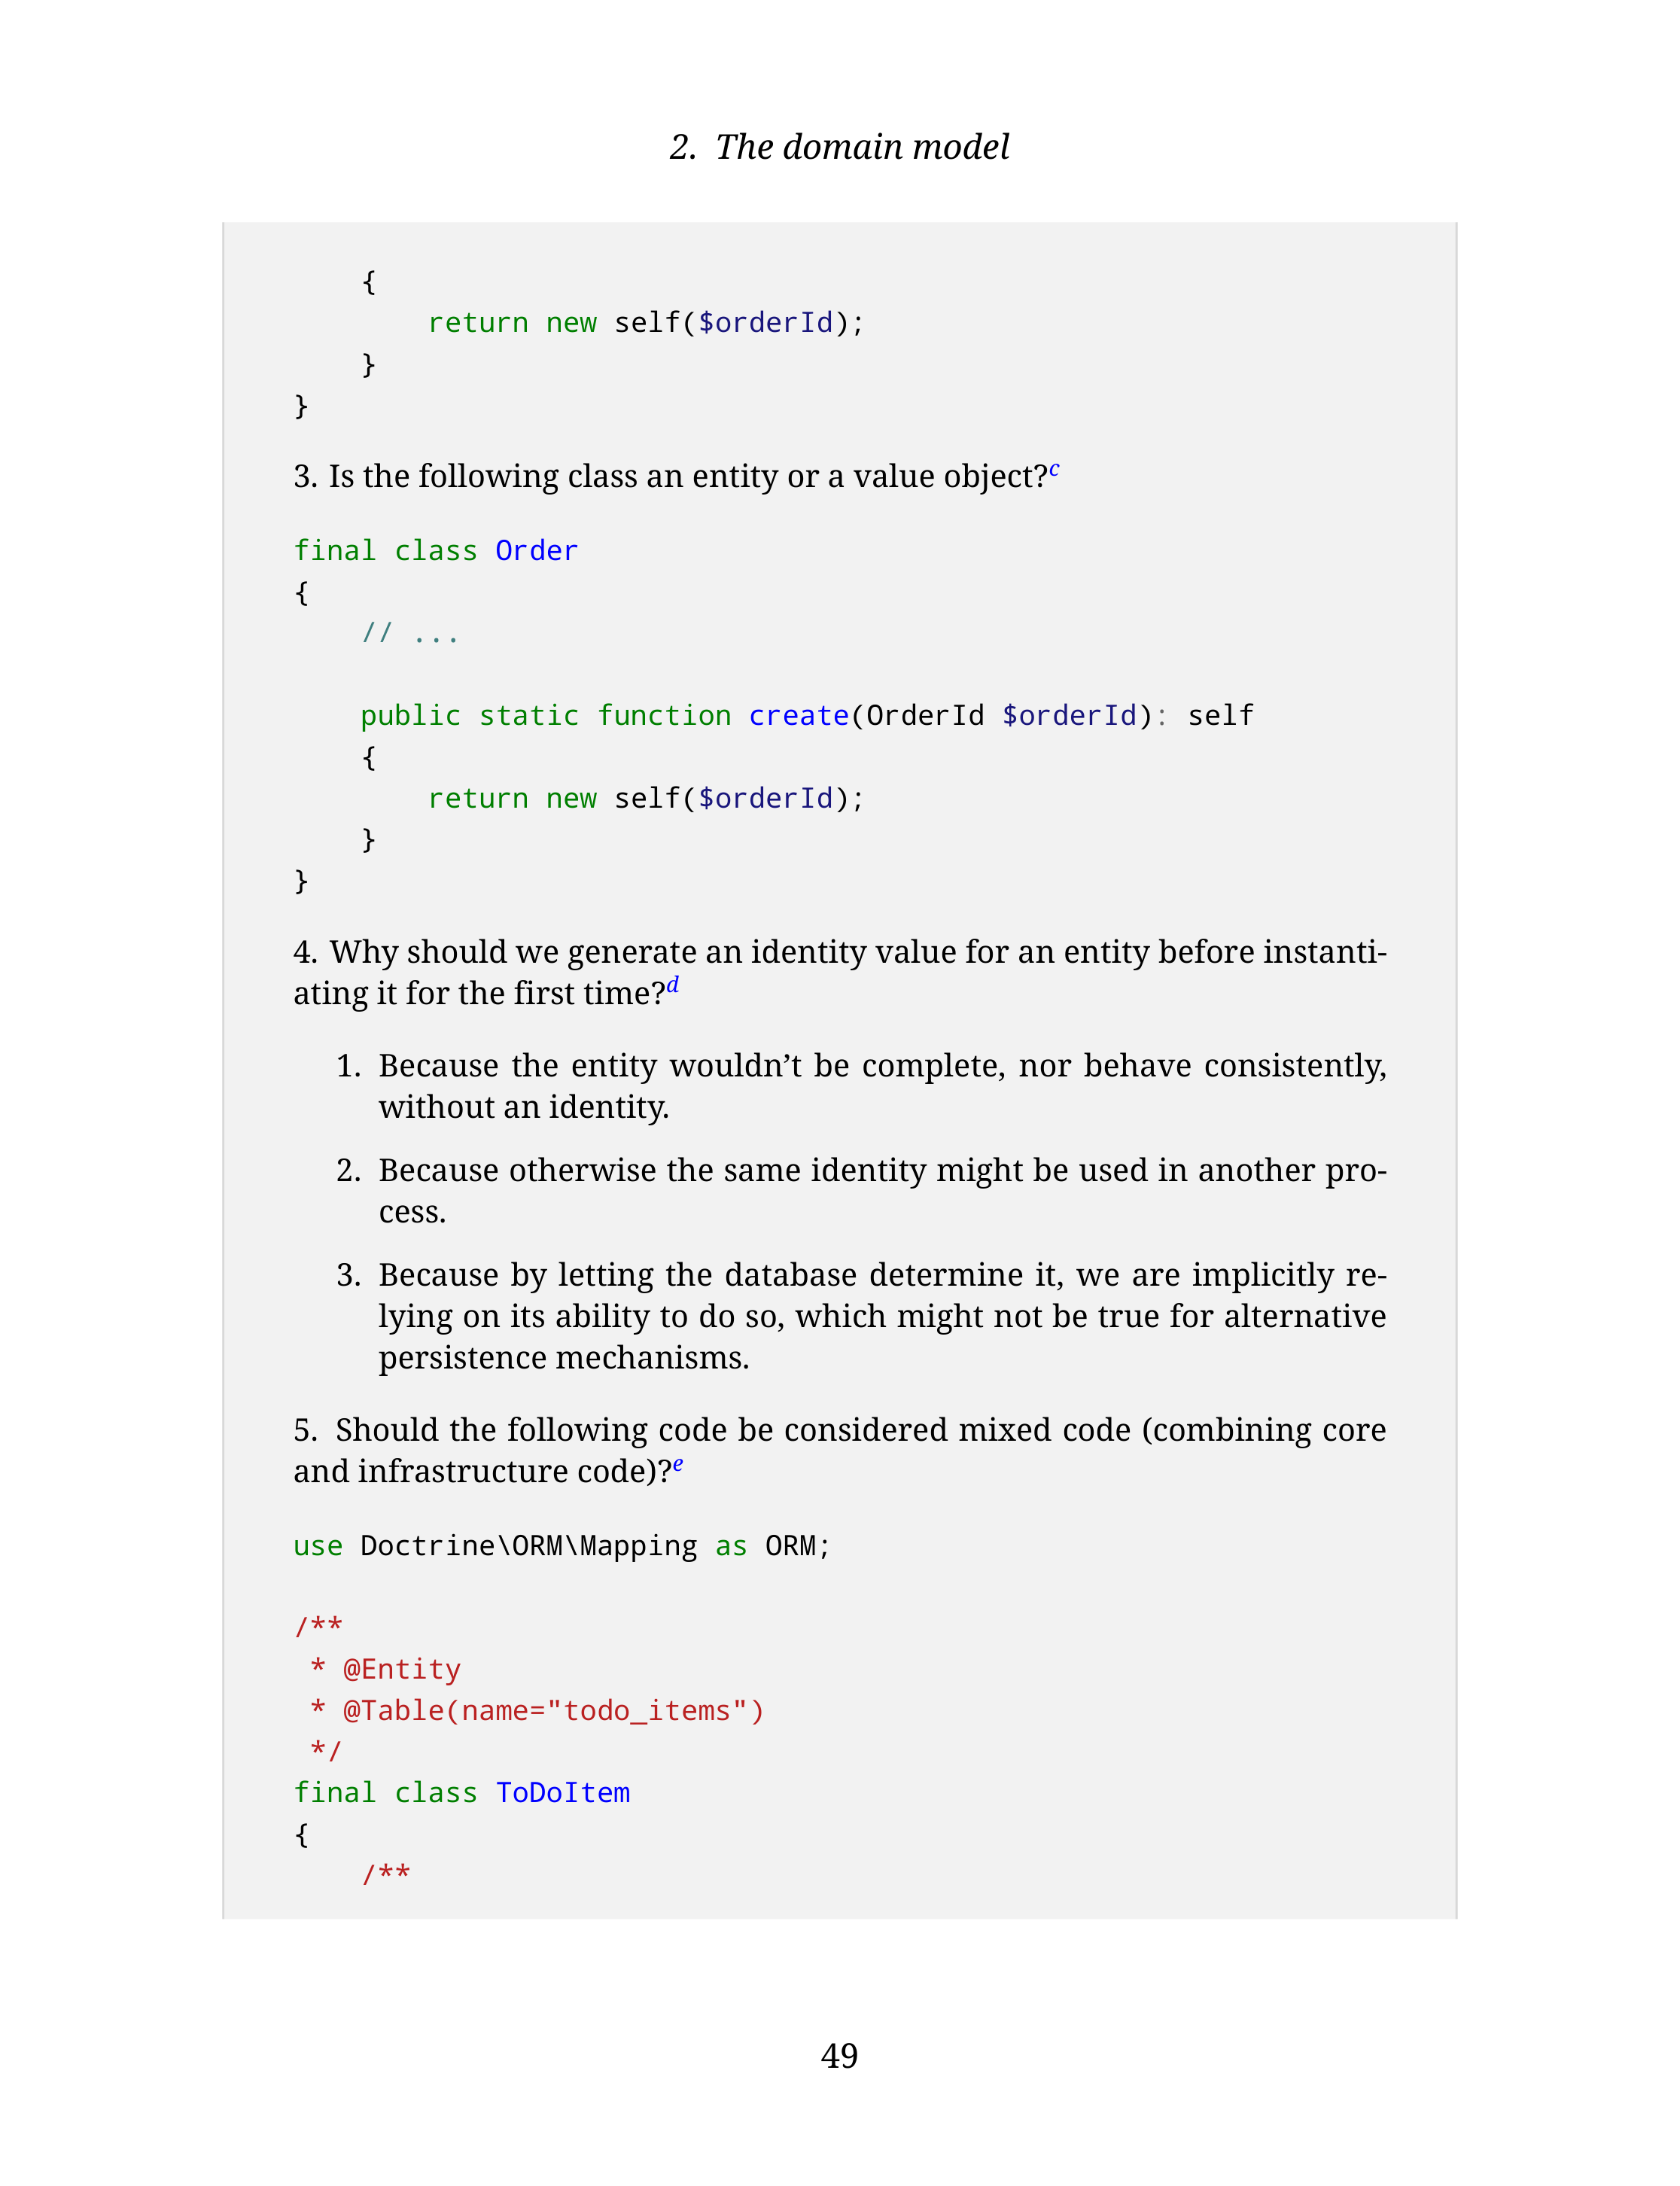 2. The domain model
    {
        return new self($orderId);
    }
}
3. Is the following class an entity or a value object?c
final class Order
{
    // ...

    public static function create(OrderId $orderId): self
    {
        return new self($orderId);
    }
}
4. Why should we generate an identity value for an entity before instanti-
ating it for the first time?d
1. Because the entity wouldn’t be complete, nor behave consistently,
without an identity.
2. Because otherwise the same identity might be used in another pro-
cess.
3. Because by letting the database determine it, we are implicitly re-
lying on its ability to do so, which might not be true for alternative
persistence mechanisms.
5. Should the following code be considered mixed code (combining core
and infrastructure code)?e
use Doctrine\ORM\Mapping as ORM;

/**
 * @Entity
 * @Table(name="todo_items")
 */
final class ToDoItem
{
    /**
49